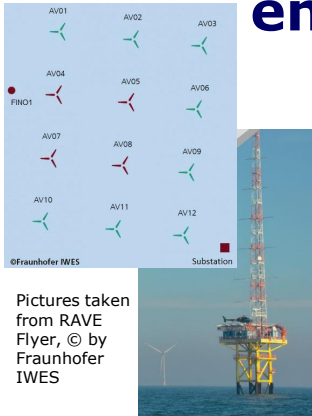 en
AV01
AV02
AV03
AV04
AV05
AV06
FINO1
AV07
AV08
AV09
AV10
AV11
AV12
©Fraunhofer IWES
Substation
Pictures taken
from RAVE
Flyer, © by
Fraunhofer
IWES